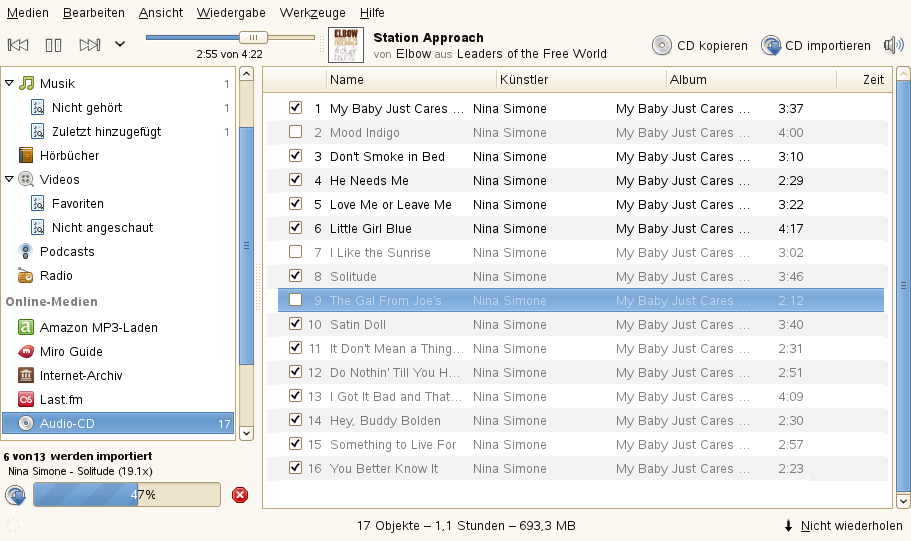 Medien Bearbeiten Ansicht Wiedergabe Werkzeuge Hilfe
2:55 von 4:22
ELBOW
Station Approach
von Elbow aus Leaders of the Free World
CD kopieren CD importieren
Musik 1
Nicht gehört 1
Zuletzt hinzugefügt 1
Hörbücher
Videos
Favoriten
Nicht angeschaut
Podcasts
Radio
Online-Medien
Amazon MP3-Laden
Miro Guide
Internet-Archiv
Last.fm
Audio-CD 17
6 von13 werden importiert
Nina Simone - Solitude (19.1x)
47%
Name Künstler Album Zeit
1 My Baby Just Cares ... Nina Simone My Baby Just Cares ... 3:37
2 Mood Indigo Nina Simone My Baby Just Cares ... 4:00
3 Don't Smoke in Bed Nina Simone My Baby Just Cares ... 3:10
4 He Needs Me Nina Simone My Baby Just Cares ... 2:29
5 Love Me or Leave Me Nina Simone My Baby Just Cares ... 3:22
6 Little Girl Blue Nina Simone My Baby Just Cares ... 4:17
7 I Like the Sunrise Nina Simone My Baby Just Cares ... 3:02
8 Solitude Nina Simone My Baby Just Cares ... 3:46
9 The Gal From Joe's Nina Simone My Baby Just Cares ... 2:12
10 Satin Doll Nina Simone My Baby Just Cares ... 3:40
11 It Don't Mean a Thing... Nina Simone My Baby Just Cares ... 2:31
12 Do Nothin' Till You H... Nina Simone My Baby Just Cares ... 2:51
13 I Got It Bad and That... Nina Simone My Baby Just Cares ... 4:09
14 Hey, Buddy Bolden Nina Simone My Baby Just Cares ... 2:30
15 Something to Live For Nina Simone My Baby Just Cares ... 2:57
16 You Better Know It Nina Simone My Baby Just Cares ... 2:23
17 Objekte – 1,1 Stunden – 693,3 MB
Nicht wiederholen